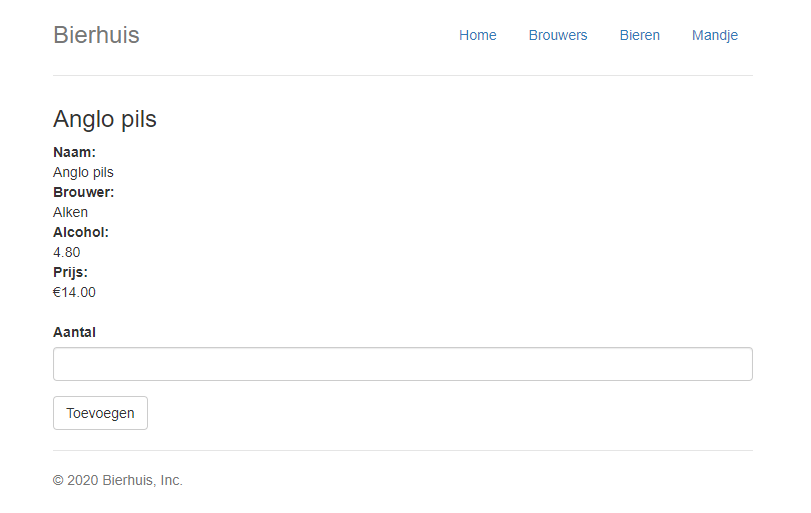 Bierhuis Home Brouwers Bieren Mandje
Anglo pils
Naam:
Anglo pils
Brouwer:
Alken
Alcohol:
4.80
Prijs:
€14.00
Aantal
Toevoegen
© 2020 Bierhuis, Inc.